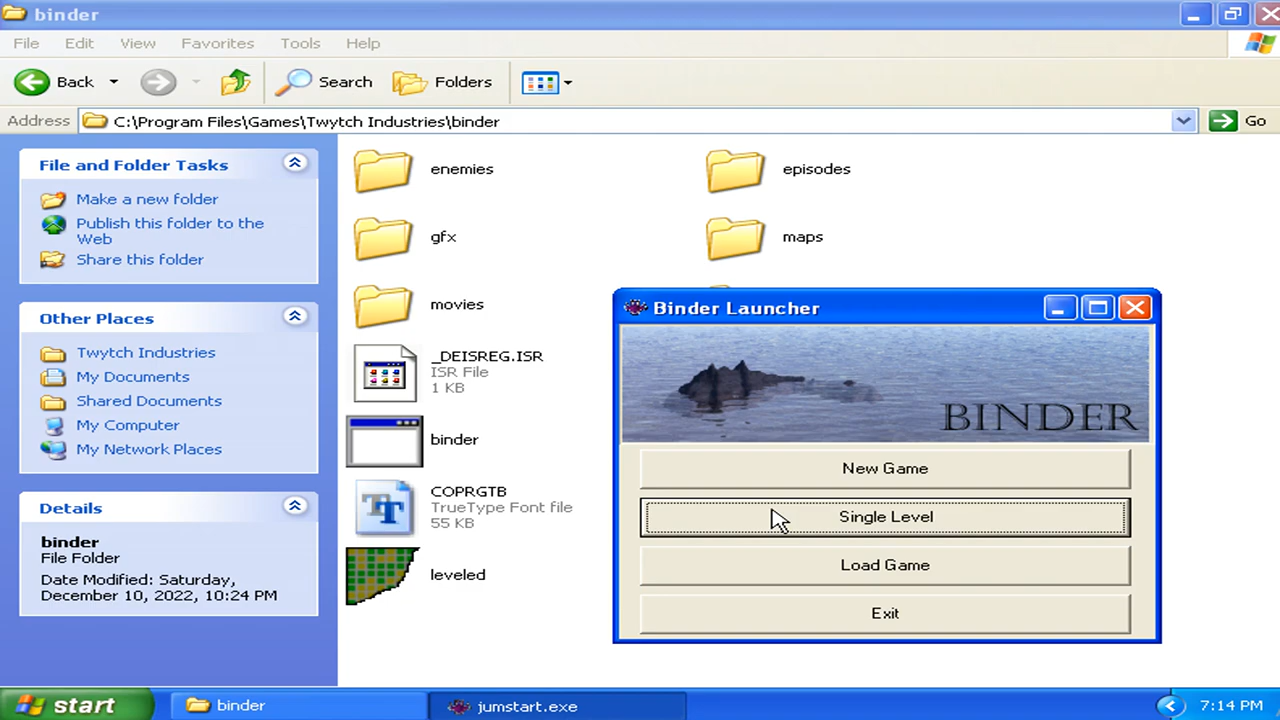 binder
File Edit View Favorites Tools Help
Back Search Folders
Address C:\Program Files\Games\Twytch Industries\binder Go
File and Folder Tasks
Make a new folder
Publish this folder to the
Web
Share this folder
Other Places
Twytch Industries
My Documents
Shared Documents
My Computer
My Network Places
Details
binder
File Folder
Date Modified: Saturday,
December 10, 2022, 10:24 PM
enemies
episodes
gfx
maps
movies
_DEISREG.ISR
ISR File
1 KB
binder
COPRGTB
TrueType Font file
55 KB
leveled
Binder Launcher
BINDER
New Game
Single Level
Load Game
Exit
start binder jumstart.exe 7:14 PM